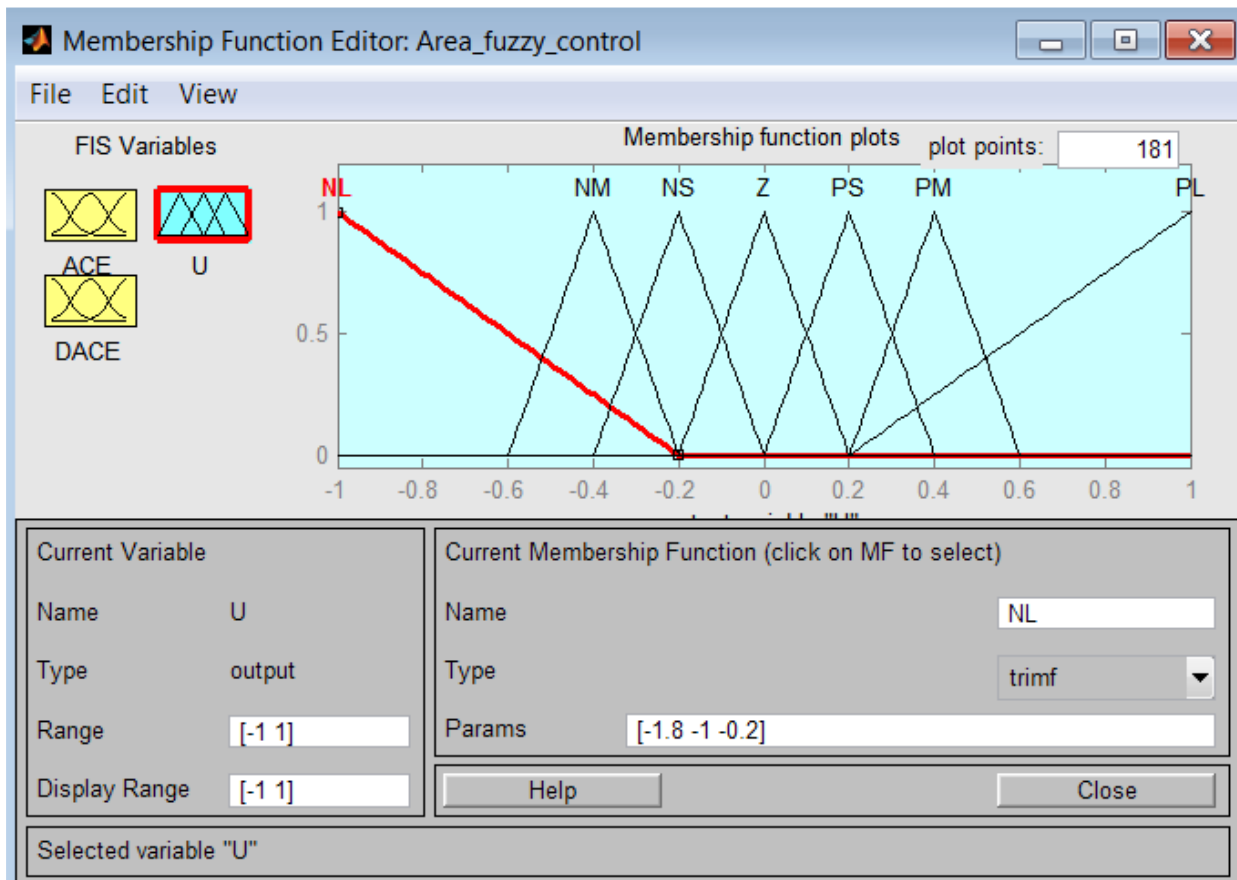 Membership Function Editor: Area_fuzzy_control
File Edit View
FIS Variables
Membership function plots
plot points: 181
NL NM NS Z PS PM PL
ACE
U
DACE
1
0.5
0
-1 -0.8 -0.6 -0.4 -0.2 0 0.2 0.4 0.6 0.8 1
Current Variable
Name U
Type output
Range [-1 1]
Display Range [-1 1]
Current Membership Function (click on MF to select)
Name NL
Type trimf
Params [-1.8 -1 -0.2]
Help Close
Selected variable "U"